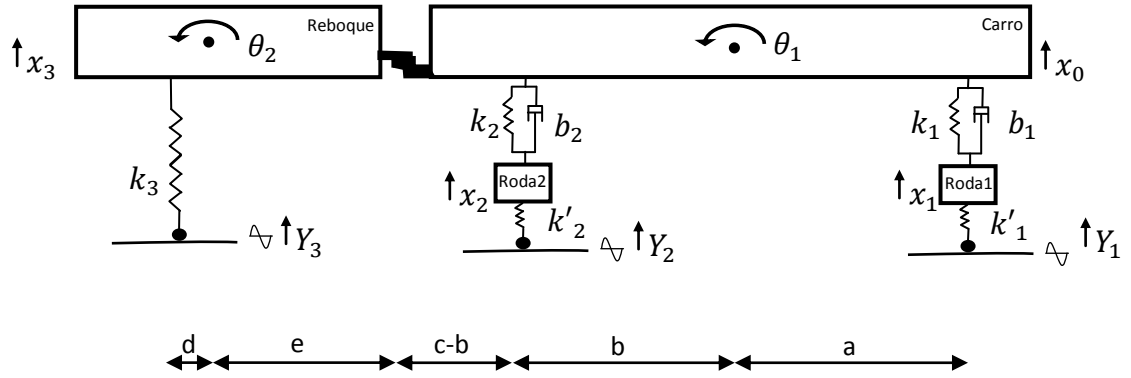 Reboque
Carro
θ₂
θ₁
x₃
x₀
k₂
b₂
k₁
b₁
k₃
x₂
Roda2
x₁
Roda1
k'₂
k'₁
Y₃
Y₂
Y₁
d
e
c-b
b
a